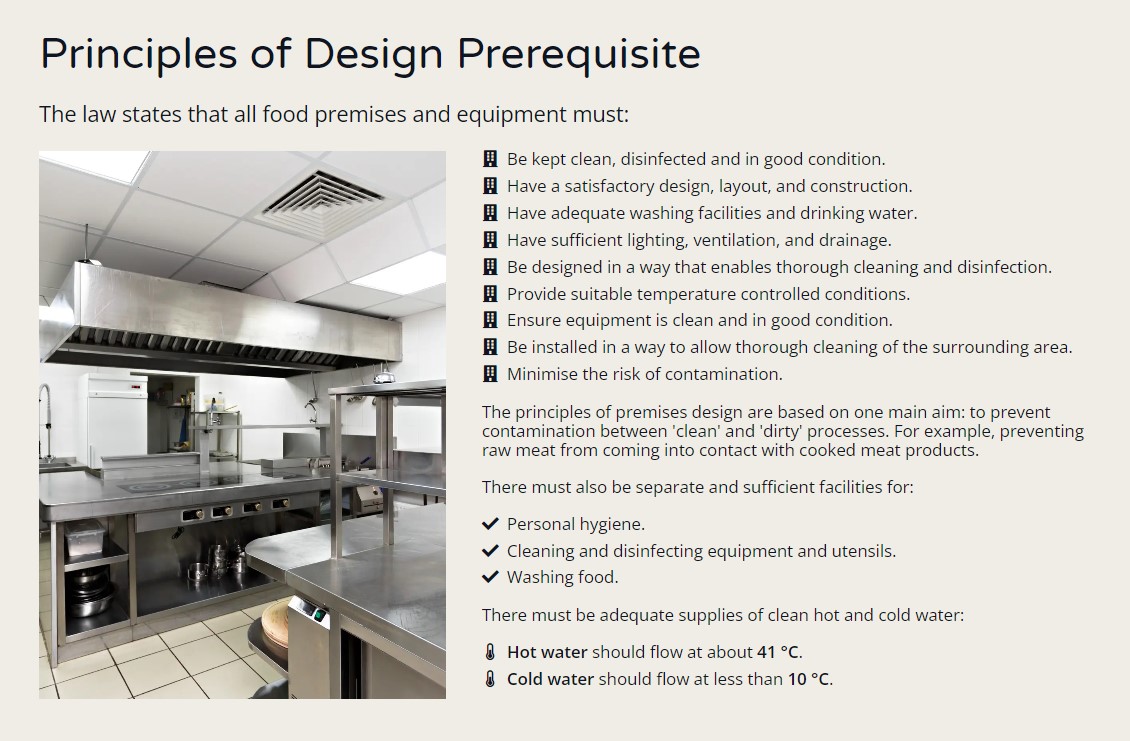 Principles of Design Prerequisite
The law states that all food premises and equipment must:
Be kept clean, disinfected and in good condition.
Have a satisfactory design, layout, and construction.
Have adequate washing facilities and drinking water.
Have sufficient lighting, ventilation, and drainage.
Be designed in a way that enables thorough cleaning and disinfection.
Provide suitable temperature controlled conditions.
Ensure equipment is clean and in good condition.
Be installed in a way to allow thorough cleaning of the surrounding area.
Minimise the risk of contamination.
The principles of premises design are based on one main aim: to prevent
contamination between 'clean' and 'dirty' processes. For example, preventing
raw meat from coming into contact with cooked meat products.
There must also be separate and sufficient facilities for:
Personal hygiene.
Cleaning and disinfecting equipment and utensils.
Washing food.
There must be adequate supplies of clean hot and cold water:
Hot water should flow at about 41 °C.
Cold water should flow at less than 10 °C.